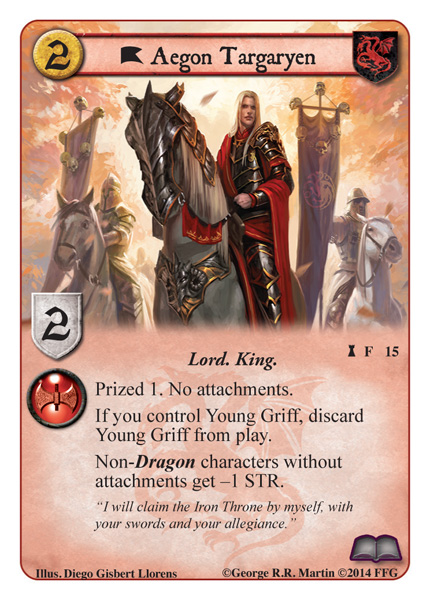 2 Aegon Targaryen
2
Lord. King.
F 15
Prized 1. No attachments.
If you control Young Griff, discard
Young Griff from play.
Non-Dragon characters without
attachments get –1 STR.
“I will claim the Iron Throne by myself, with
your swords and your allegiance.”
Illus. Diego Gisbert Llorens ©George R.R. Martin ©2014 FFG